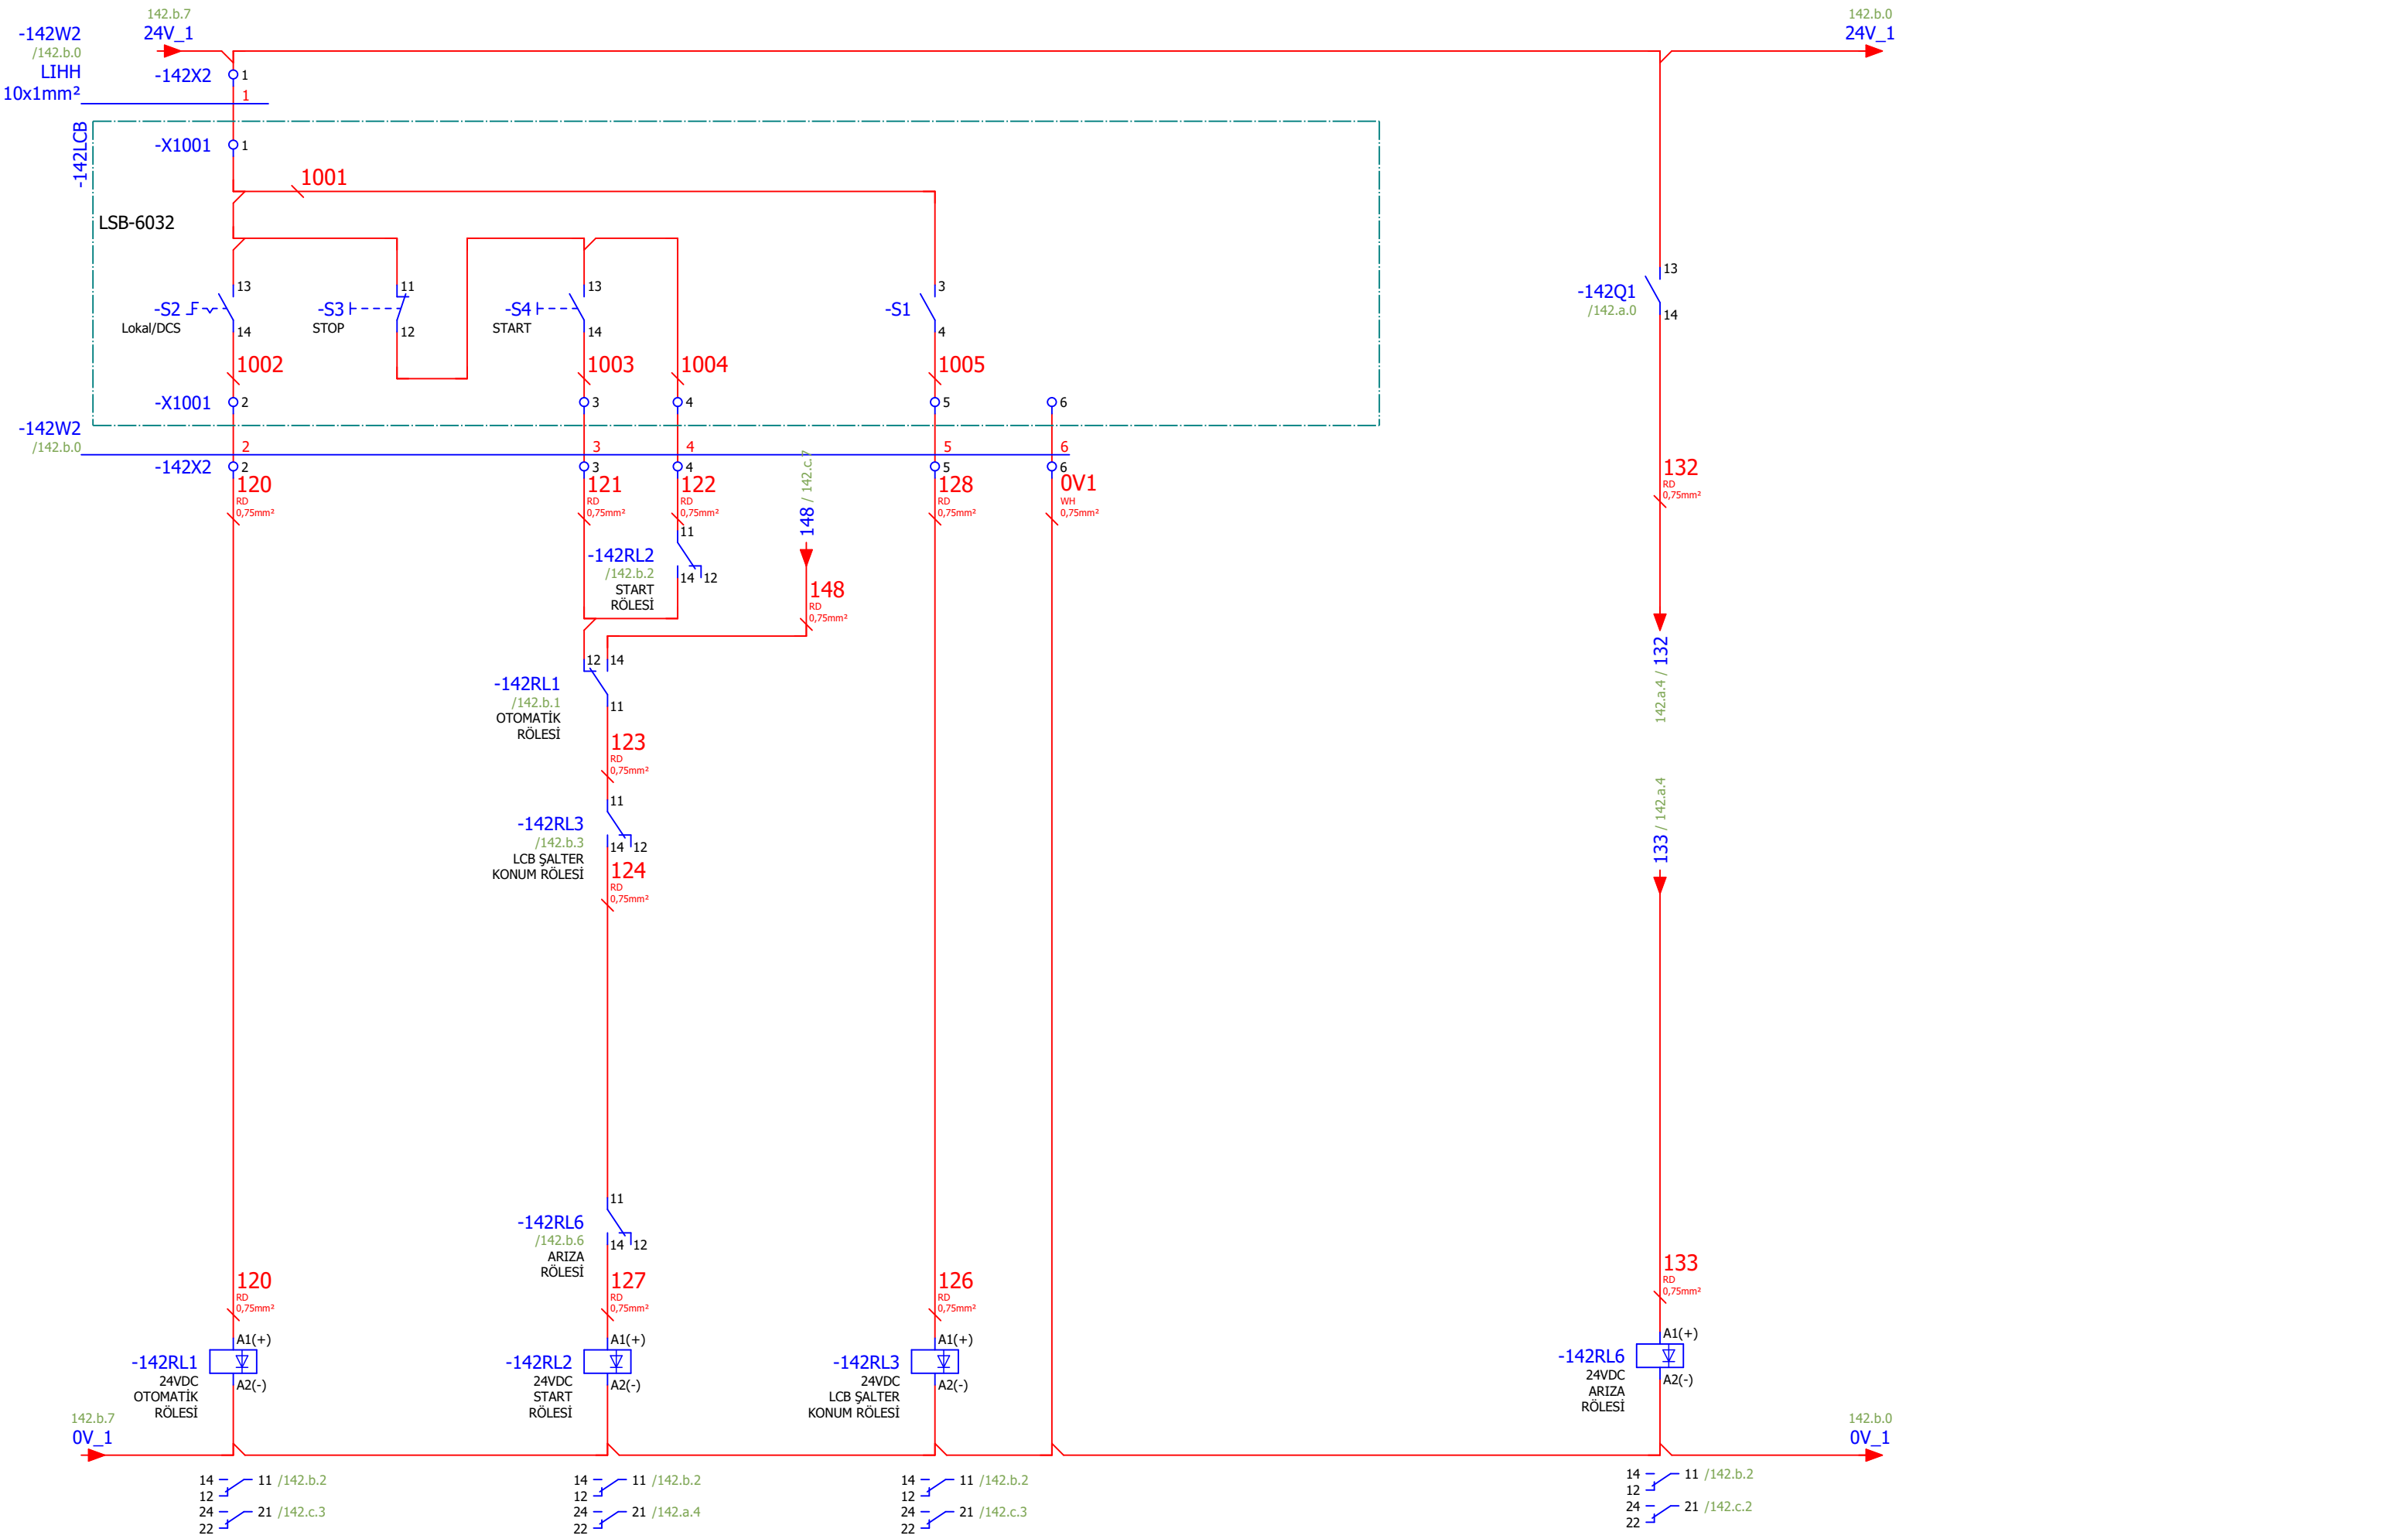 142.b.7
24V_1
142.b.0
24V_1
-142W2
/142.b.0
LIHH
10x1mm²
-142X2
1
1
-142LCB
-X1001
1
1001
LSB-6032
-S2
Lokal/DCS
13
14
-S3
STOP
11
12
-S4
START
13
14
-S1
3
4
-142Q1
/142.a.0
13
14
1002
1003
1004
1005
-X1001
2
3
4
5
6
-142W2
/142.b.0
2
3
4
5
6
-142X2
2
3
4
5
6
120
RD
0,75mm²
121
RD
0,75mm²
122
RD
0,75mm²
148 / 142.c.7
128
RD
0,75mm²
0V1
WH
0,75mm²
132
RD
0,75mm²
-142RL2
/142.b.2
START
RÖLESİ
11
14
12
148
RD
0,75mm²
142.a.4 / 132
-142RL1
/142.b.1
OTOMATİK
RÖLESİ
12
14
11
123
RD
0,75mm²
-142RL3
/142.b.3
LCB ŞALTER
KONUM RÖLESİ
11
14
12
124
RD
0,75mm²
133 / 142.a.4
-142RL6
/142.b.6
ARIZA
RÖLESİ
11
14
12
120
RD
0,75mm²
127
RD
0,75mm²
126
RD
0,75mm²
133
RD
0,75mm²
-142RL1
24VDC
OTOMATİK
RÖLESİ
A1(+)
A2(-)
-142RL2
24VDC
START
RÖLESİ
A1(+)
A2(-)
-142RL3
24VDC
LCB ŞALTER
KONUM RÖLESİ
A1(+)
A2(-)
-142RL6
24VDC
ARIZA
RÖLESİ
A1(+)
A2(-)
142.b.7
0V_1
142.b.0
0V_1
14 11 /142.b.2
12
24 21 /142.c.3
22
14 11 /142.b.2
12
24 21 /142.a.4
22
14 11 /142.b.2
12
24 21 /142.c.3
22
14 11 /142.b.2
12
24 21 /142.c.2
22